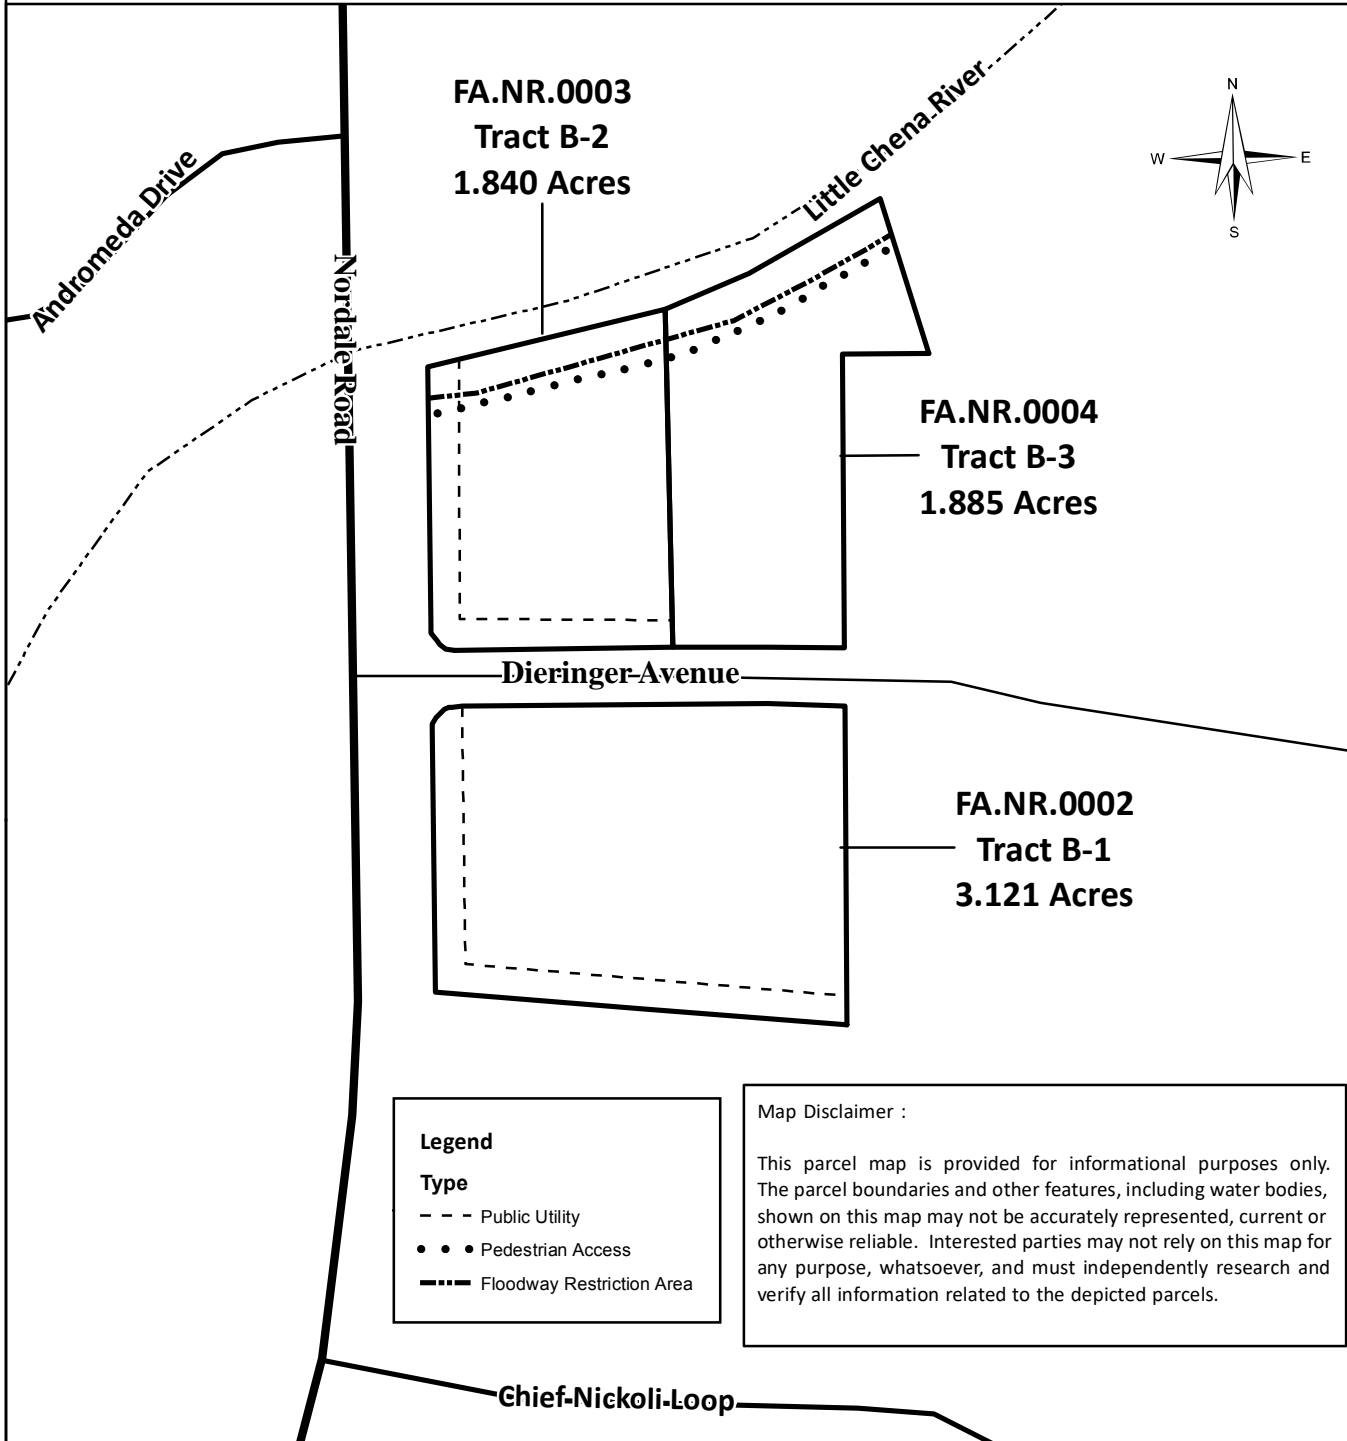 FA.NR.0003
Tract B-2
1.840 Acres
Little Chena River
N
W
E
S
Andromeda Drive
Nordale Road
FA.NR.0004
Tract B-3
1.885 Acres
Dieringer Avenue
FA.NR.0002
Tract B-1
3.121 Acres
Legend
Type
Public Utility
Pedestrian Access
Floodway Restriction Area
Map Disclaimer :
This parcel map is provided for informational purposes only.
The parcel boundaries and other features, including water bodies,
shown on this map may not be accurately represented, current or
otherwise reliable. Interested parties may not rely on this map for
any purpose, whatsoever, and must independently research and
verify all information related to the depicted parcels.
Chief Nickoli Loop